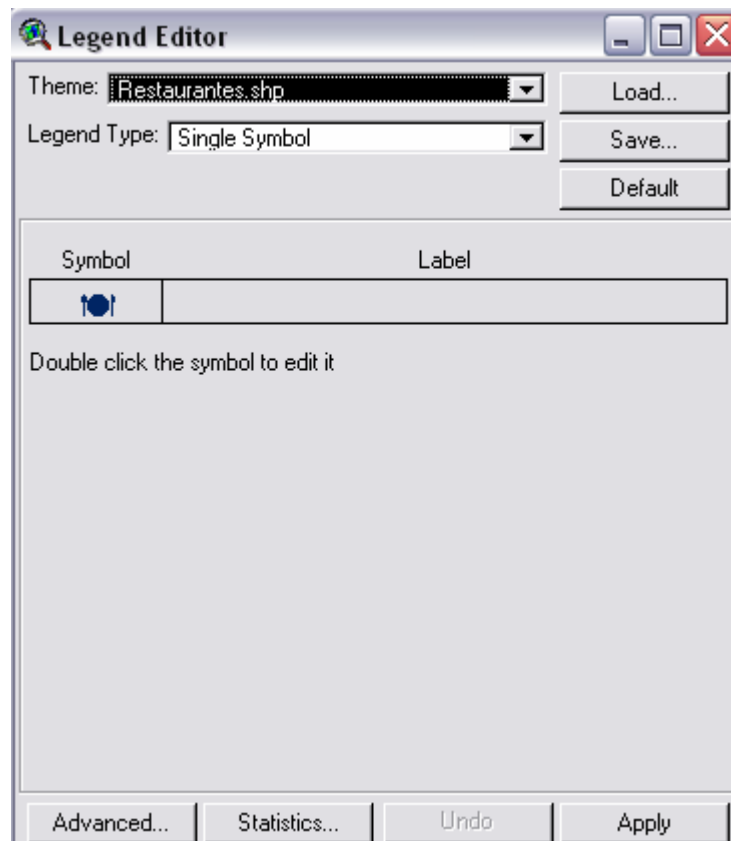 Legend Editor
Theme: Restaurantes.shp
Load...
Legend Type: Single Symbol
Save...
Default
Symbol Label
Double click the symbol to edit it
Advanced... Statistics... Undo Apply